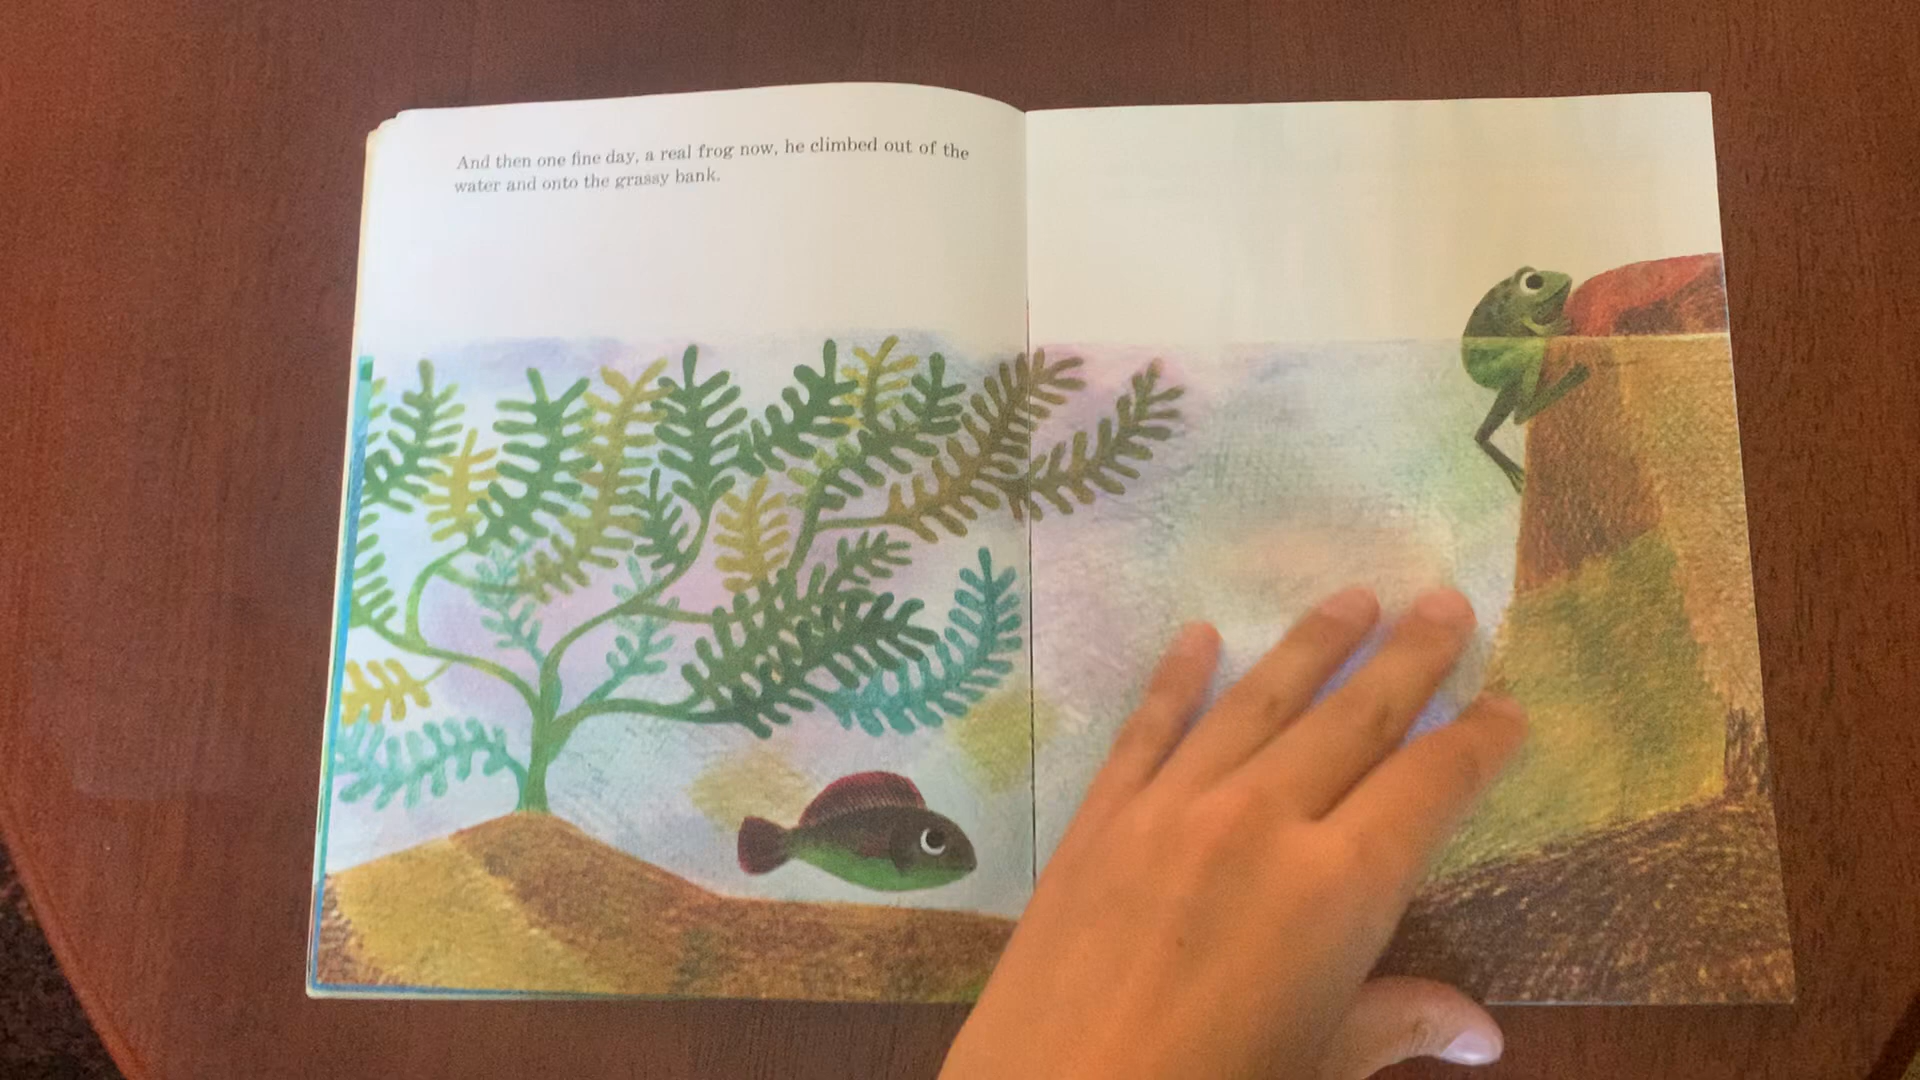 And then one fine day, a real frog now, he climbed out of the
water and onto the grassy bank.